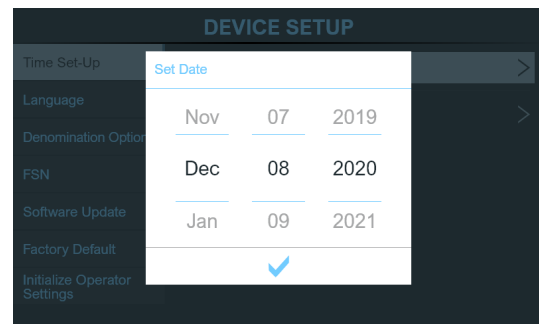 DEVICE SETUP
Time Set-Up
Language
Denomination Option
FSN
Software Update
Factory Default
Initialize Operator
Settings
Set Date
Nov 07 2019
Dec 08 2020
Jan 09 2021